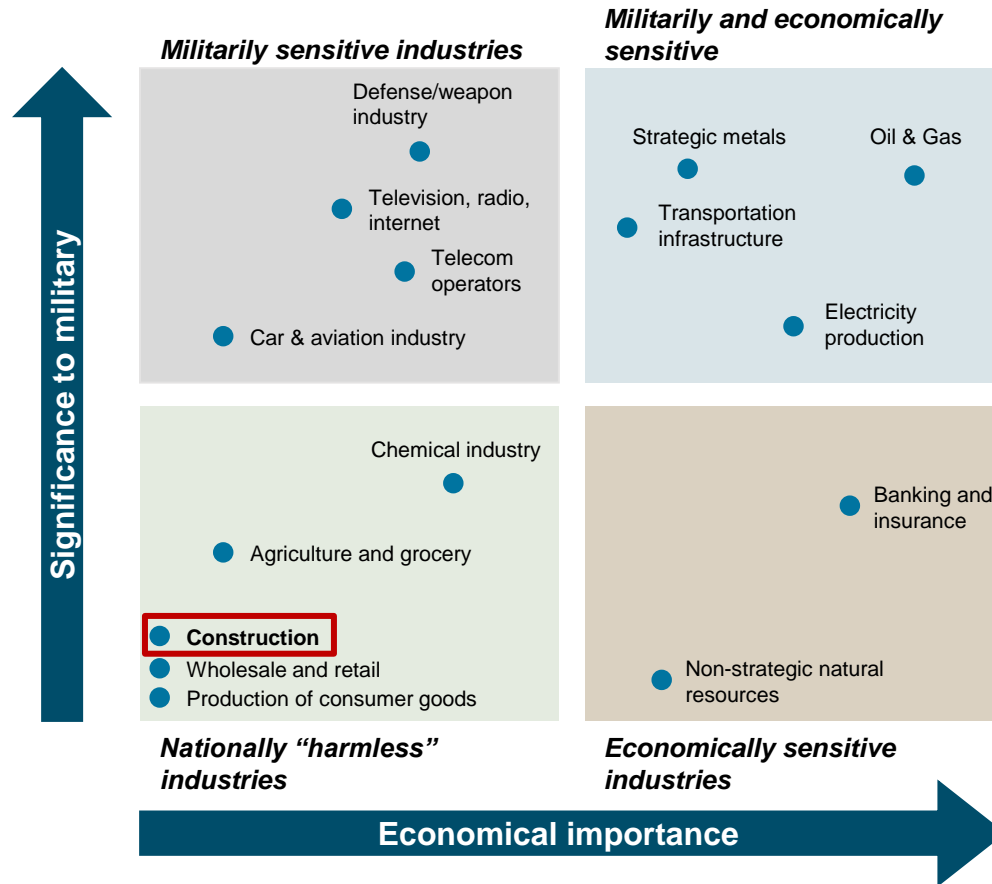 Militarily sensitive industries
Militarily and economically
sensitive
Defense/weapon
industry
Television, radio,
internet
Telecom
operators
Car & aviation industry
Strategic metals
Oil & Gas
Transportation
infrastructure
Electricity
production
Significance to military
Chemical industry
Agriculture and grocery
Construction
Wholesale and retail
Production of consumer goods
Banking and
insurance
Non-strategic natural
resources
Nationally “harmless”
industries
Economically sensitive
industries
Economical importance